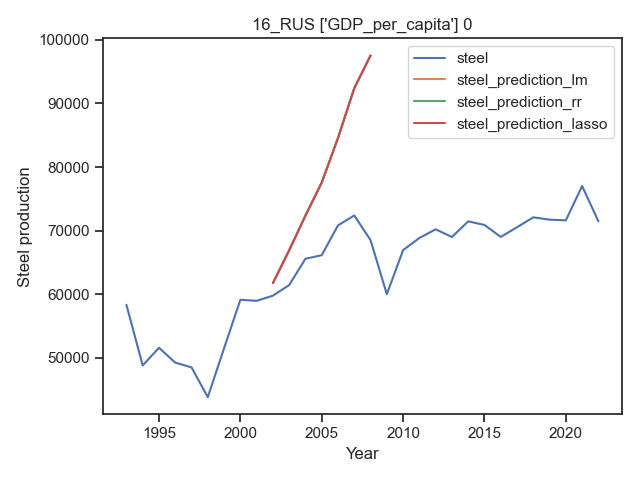 16_RUS ['GDP_per_capita'] 0
steel
steel_prediction_lm
steel_prediction_rr
steel_prediction_lasso
Steel production
100000
90000
80000
70000
60000
50000
1995
2000
2005
2010
2015
2020
Year